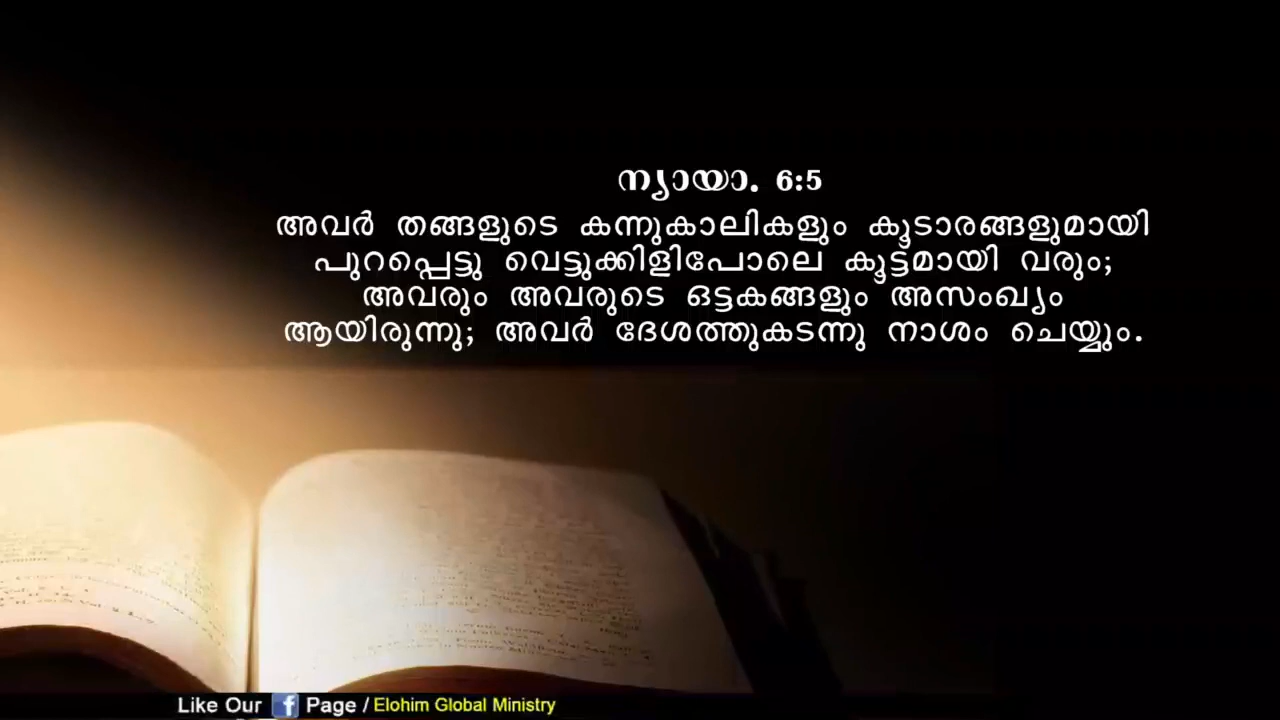 ന്യായാ. 6:5
അവർ തങ്ങളുടെ കന്നുകാലികളും കൂടാരങ്ങളുമായി
പുറപ്പെട്ടു വെട്ടുക്കിളിപോലെ കൂട്ടമായി വരും;
അവരും അവരുടെ ഒട്ടകങ്ങളും അസംഖ്യം
ആയിരുന്നു; അവർ ദേശത്തുകടന്നു നാശം ചെയ്യും.
Like Our f Page / Elohim Global Ministry